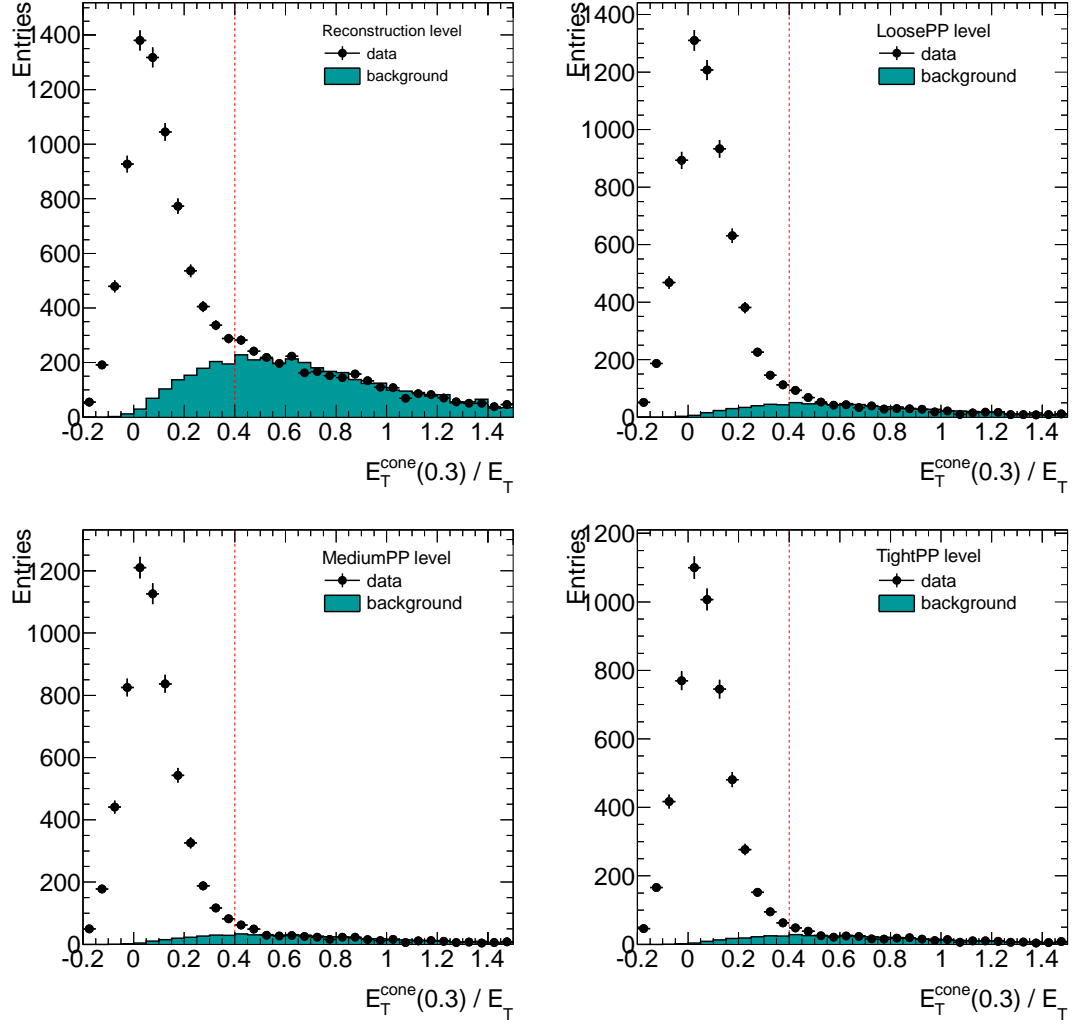 Entries
Reconstruction level
data
background
0
200
400
600
800
1000
1200
1400
-0.2 0 0.2 0.4 0.6 0.8 1 1.2 1.4
E_T^cone(0.3) / E_T
Entries
LoosePP level
data
background
0
200
400
600
800
1000
1200
1400
-0.2 0 0.2 0.4 0.6 0.8 1 1.2 1.4
E_T^cone(0.3) / E_T
Entries
MediumPP level
data
background
0
200
400
600
800
1000
1200
-0.2 0 0.2 0.4 0.6 0.8 1 1.2 1.4
E_T^cone(0.3) / E_T
Entries
TightPP level
data
background
0
200
400
600
800
1000
1200
-0.2 0 0.2 0.4 0.6 0.8 1 1.2 1.4
E_T^cone(0.3) / E_T